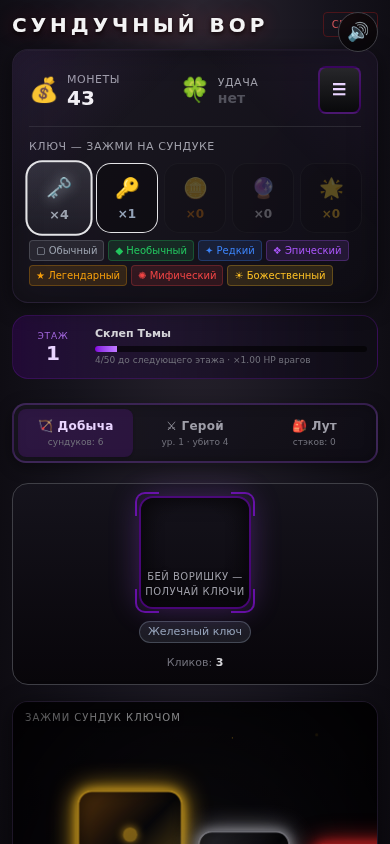 СУНДУЧНЫЙ ВОР
МОНЕТЫ
43
УДАЧА
нет
КЛЮЧ — ЗАЖМИ НА СУНДУКЕ
×4
×1
×0
×0
×0
▢ Обычный
◆ Необычный
✦ Редкий
❖ Эпический
★ Легендарный
✺ Мифический
☀ Божественный
ЭТАЖ
1
Склеп Тьмы
4/50 до следующего этажа · ×1.00 HP врагов
Добыча
сундуков: 6
Герой
ур. 1 · убито 4
Лут
стэков: 0
БЕЙ ВОРИШКУ —
ПОЛУЧАЙ КЛЮЧИ
Железный ключ
Кликов: 3
ЗАЖМИ СУНДУК КЛЮЧОМ